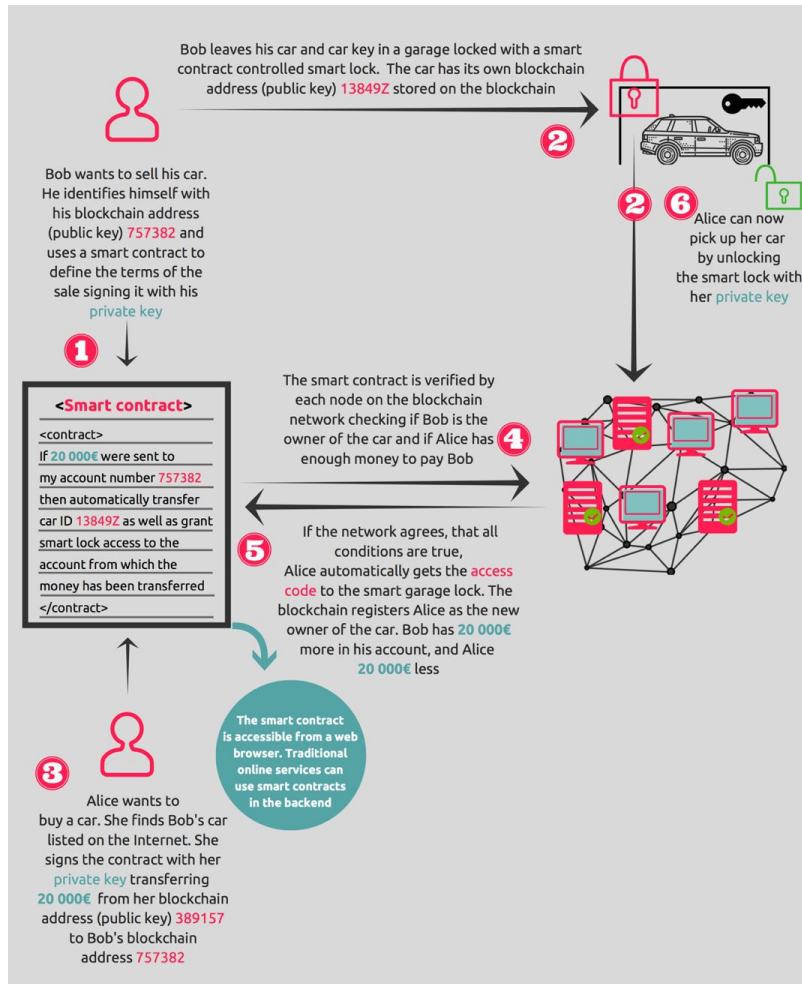 Bob leaves his car and car key in a garage locked with a smart
contract controlled smart lock. The car has its own blockchain
address (public key) 13849Z stored on the blockchain
2
Bob wants to sell his car.
He identifies himself with
his blockchain address
(public key) 757382 and
uses a smart contract to
define the terms of the
sale signing it with his
private key
1
2
6
Alice can now
pick up her car
by unlocking
the smart lock with
her private key
<Smart contract>
<contract>
If 20 000€ were sent to
my account number 757382
then automatically transfer
car ID 13849Z as well as grant
smart lock access to the
account from which the
money has been transferred
</contract>
The smart contract is verified by
each node on the blockchain
network checking if Bob is the
owner of the car and if Alice has
enough money to pay Bob
4
5
If the network agrees, that all
conditions are true,
Alice automatically gets the access
code to the smart garage lock. The
blockchain registers Alice as the new
owner of the car. Bob has 20 000€
more in his account, and Alice
20 000€ less
The smart contract
is accessible from a web
browser. Traditional
online services can
use smart contracts
in the backend
3
Alice wants to
buy a car. She finds Bob's car
listed on the Internet. She
signs the contract with her
private key transferring
20 000€ from her blockchain
address (public key) 389157
to Bob's blockchain
address 757382